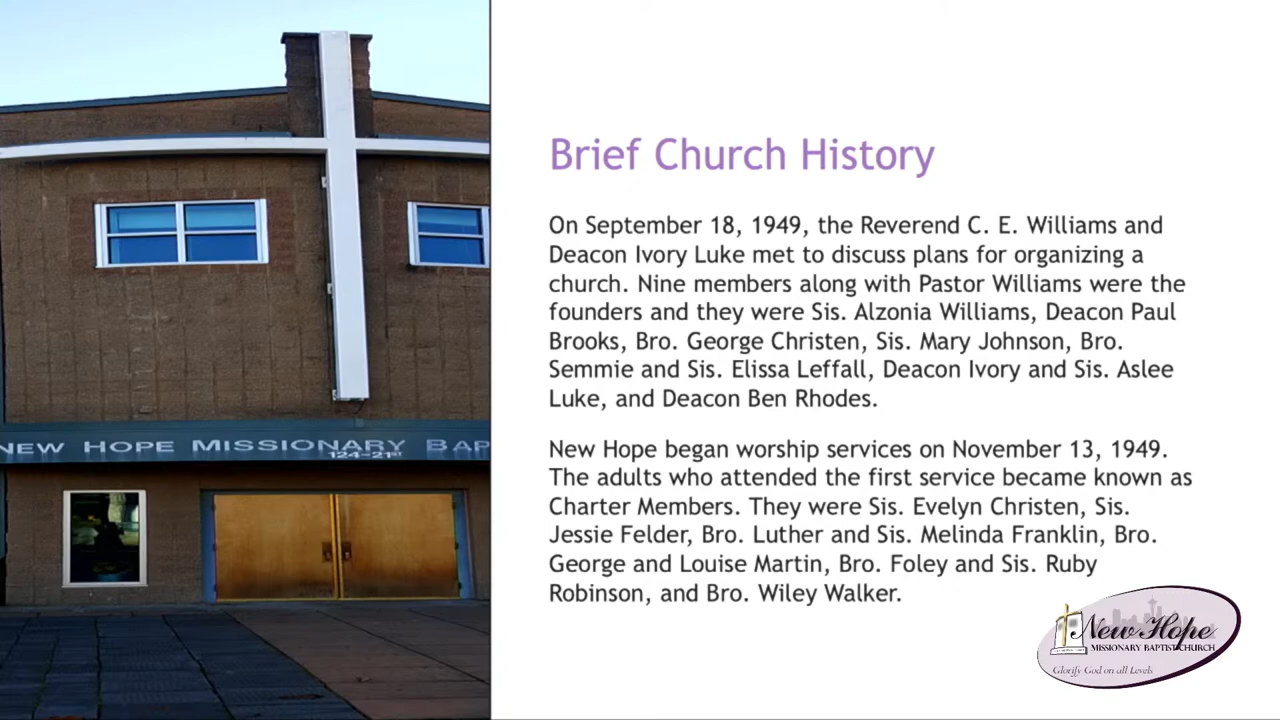 NEW HOPE MISSIONARY BAP
124-21ST
Brief Church History
On September 18, 1949, the Reverend C. E. Williams and
Deacon Ivory Luke met to discuss plans for organizing a
church. Nine members along with Pastor Williams were the
founders and they were Sis. Alzonia Williams, Deacon Paul
Brooks, Bro. George Christen, Sis. Mary Johnson, Bro.
Semmie and Sis. Elissa Leffall, Deacon Ivory and Sis. Aslee
Luke, and Deacon Ben Rhodes.
New Hope began worship services on November 13, 1949.
The adults who attended the first service became known as
Charter Members. They were Sis. Evelyn Christen, Sis.
Jessie Felder, Bro. Luther and Sis. Melinda Franklin, Bro.
George and Louise Martin, Bro. Foley and Sis. Ruby
Robinson, and Bro. Wiley Walker.
New Hope
MISSIONARY BAPTIST CHURCH
Glorify God on all Levels